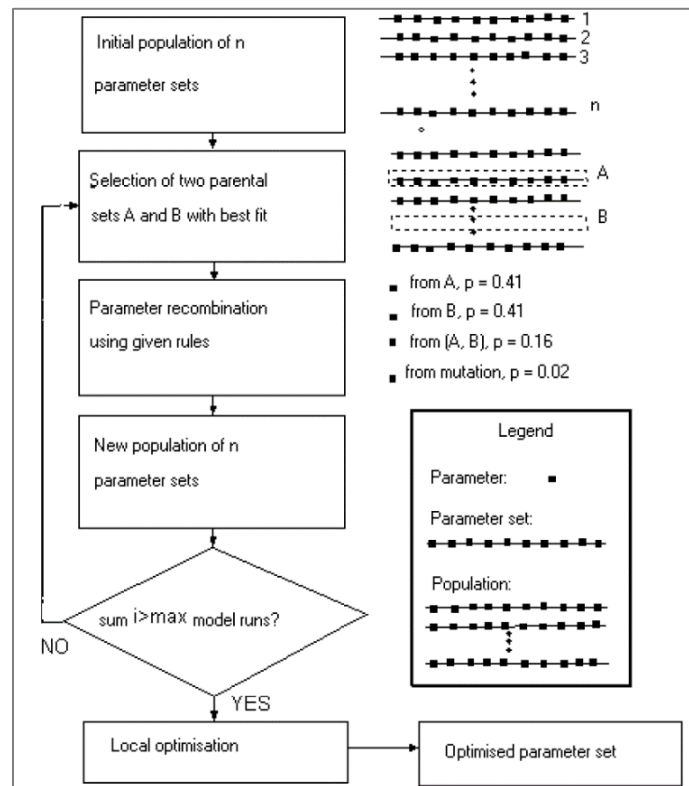 Initial population of n
parameter sets
1
2
3
n
Selection of two parental
sets A and B with best fit
A
B
Parameter recombination
using given rules
from A, p = 0.41
from B, p = 0.41
from (A, B), p = 0.16
from mutation, p = 0.02
New population of n
parameter sets
Legend
Parameter:
Parameter set:
Population:
sum i>max model runs?
NO
YES
Local optimisation
Optimised parameter set